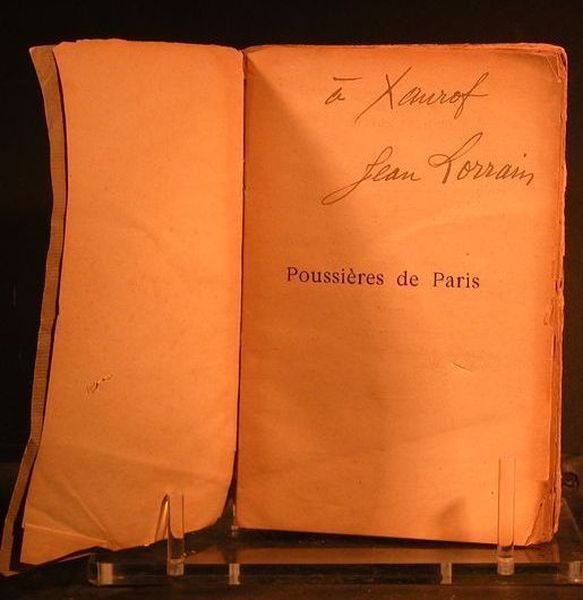 à Xanrof
Jean Lorrain
Poussières de Paris